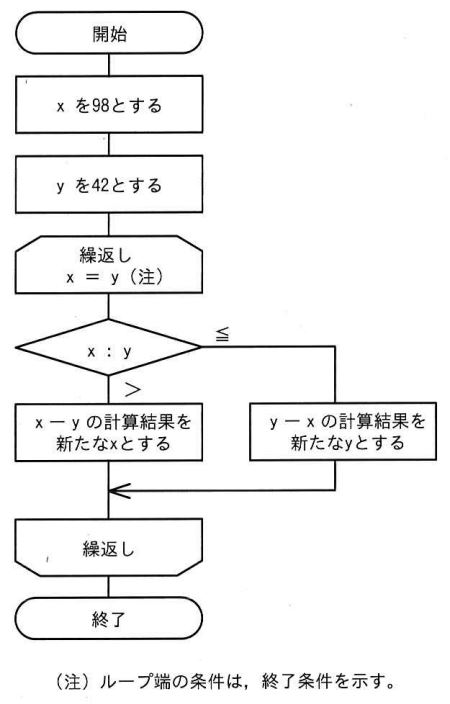 開始
x を98とする
y を42とする
繰返し
x = y (注)
x : y
≦
>
x − y の計算結果を
新たなxとする
y − x の計算結果を
新たなyとする
繰返し
終了
(注) ループ端の条件は,終了条件を示す。